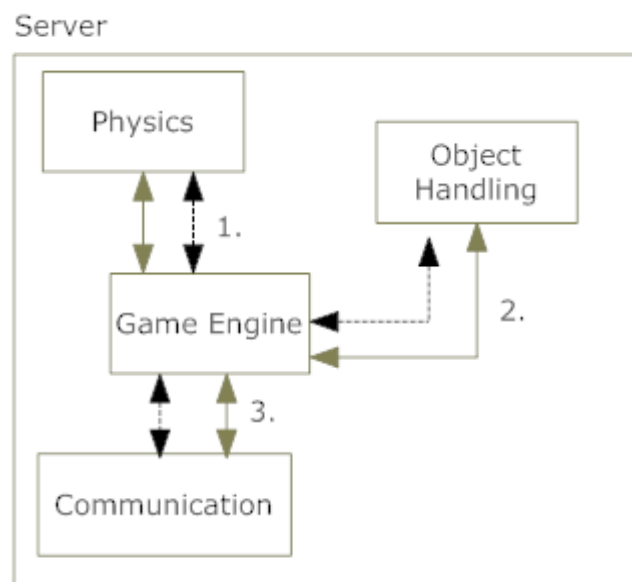 Server
Physics
Object
Handling
1.
Game Engine
2.
3.
Communication